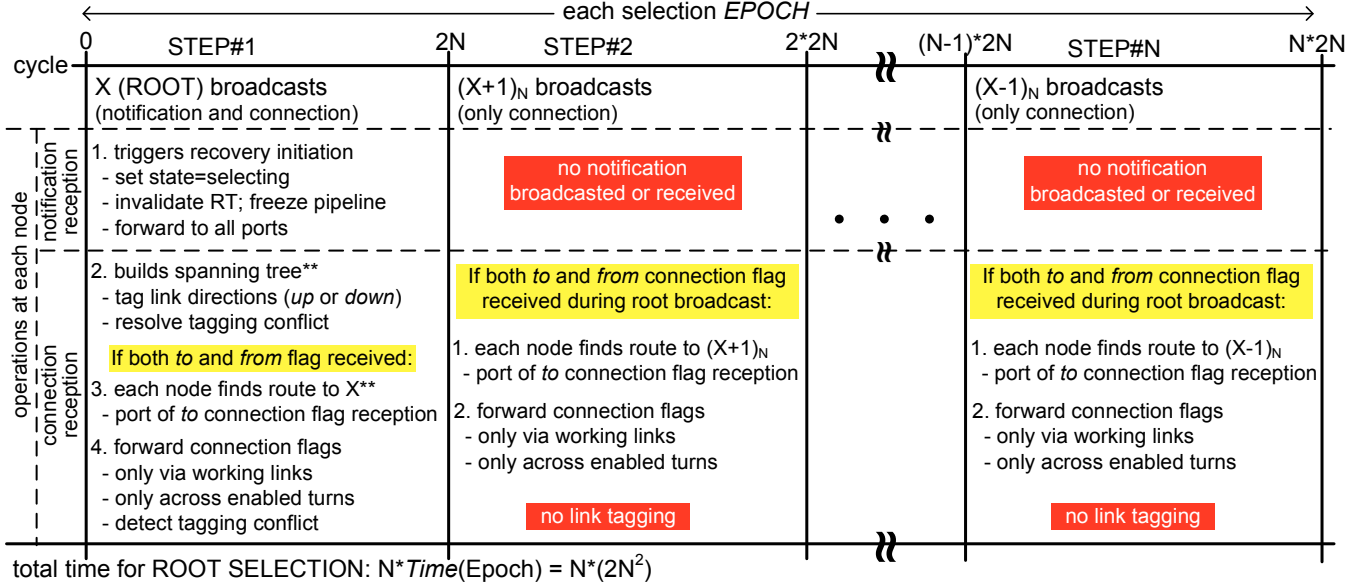 each selection EPOCH
0 STEP#1 2N STEP#2 2*2N (N-1)*2N STEP#N N*2N
cycle
X (ROOT) broadcasts
(notification and connection)
(X+1)N broadcasts
(only connection)
(X-1)N broadcasts
(only connection)
operations at each node
notification
reception
1. triggers recovery initiation
- set state=selecting
- invalidate RT; freeze pipeline
- forward to all ports
no notification
broadcasted or received
. . .
no notification
broadcasted or received
connection
reception
2. builds spanning tree**
- tag link directions (up or down)
- resolve tagging conflict
If both to and from flag received:
3. each node finds route to X**
- port of to connection flag reception
4. forward connection flags
- only via working links
- only across enabled turns
- detect tagging conflict
If both to and from connection flag
received during root broadcast:
1. each node finds route to (X+1)N
- port of to connection flag reception
2. forward connection flags
- only via working links
- only across enabled turns
no link tagging
If both to and from connection flag
received during root broadcast:
1. each node finds route to (X-1)N
- port of to connection flag reception
2. forward connection flags
- only via working links
- only across enabled turns
no link tagging
total time for ROOT SELECTION: N*Time(Epoch) = N*(2N²)